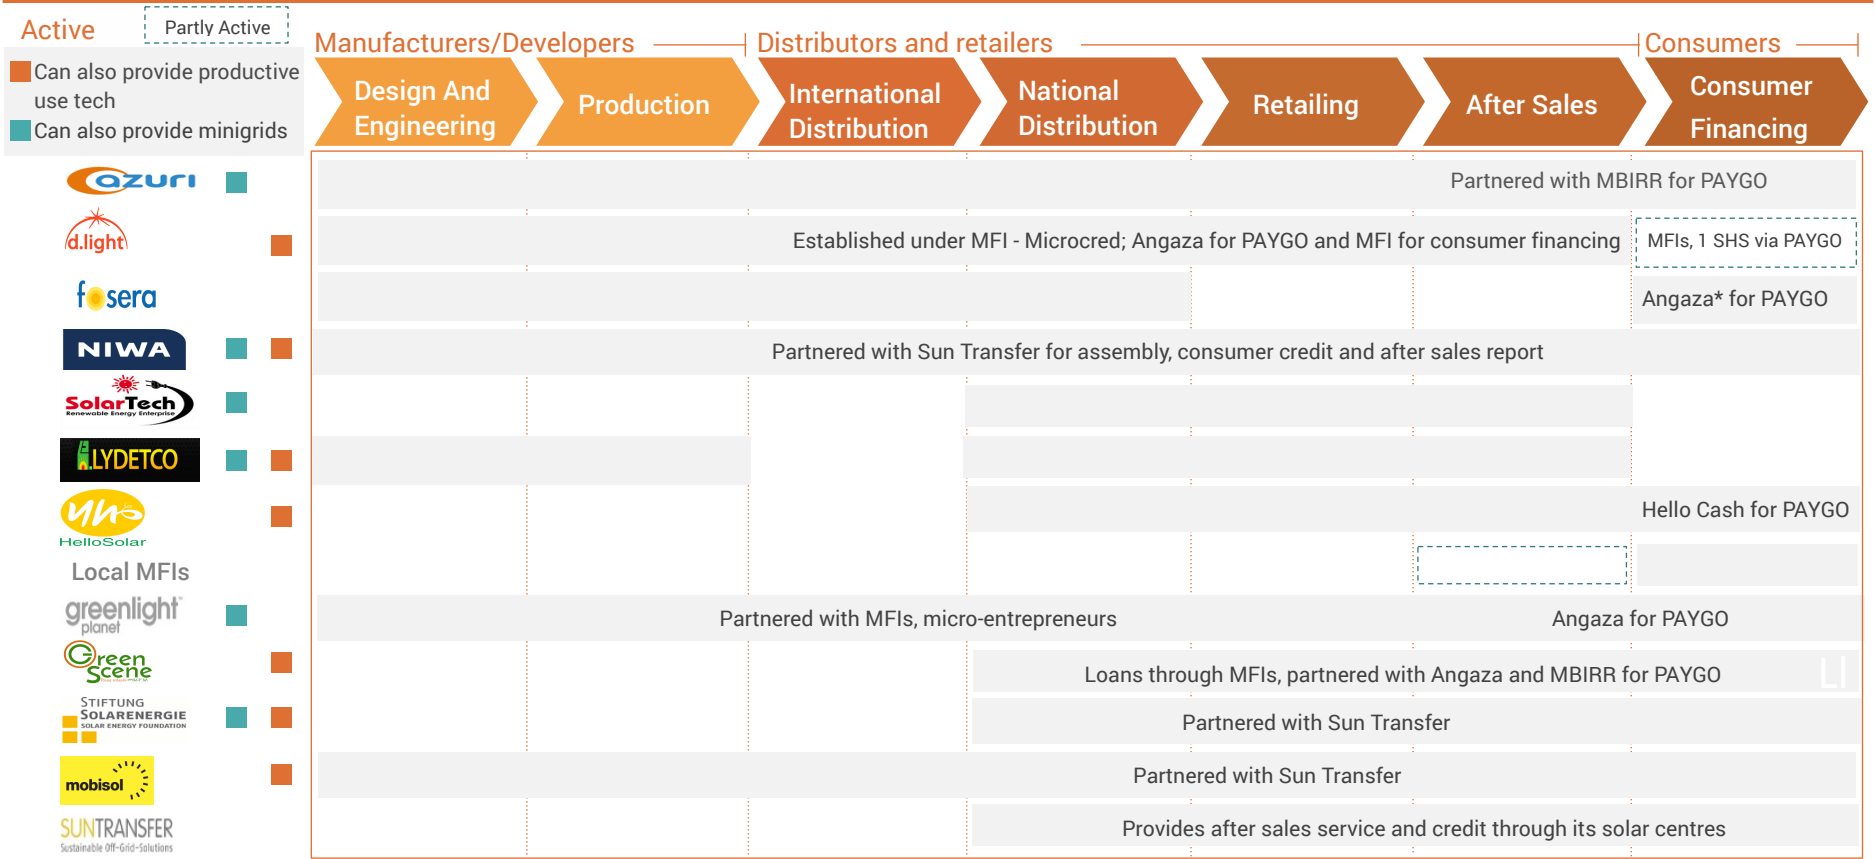 Active
Partly Active
Can also provide productive
use tech
Can also provide minigrids
Manufacturers/Developers
Distributors and retailers
Consumers
Design And
Engineering
Production
International
Distribution
National
Distribution
Retailing
After Sales
Consumer
Financing
azuri
Partnered with MBIRR for PAYGO
d.light
Established under MFI - Microcred; Angaza for PAYGO and MFI for consumer financing
MFIs, 1 SHS via PAYGO
fosera
Angaza* for PAYGO
NIWA
Partnered with Sun Transfer for assembly, consumer credit and after sales report
SolarTech
Renewable Energy Enterprise
LYDETCO
HelloSolar
Hello Cash for PAYGO
Local MFIs
greenlight
planet
Partnered with MFIs, micro-entrepreneurs
Angaza for PAYGO
Green
Scene
Loans through MFIs, partnered with Angaza and MBIRR for PAYGO
LI
STIFTUNG
SOLARENERGIE
SOLAR ENERGY FOUNDATION
Partnered with Sun Transfer
mobisol
Partnered with Sun Transfer
SUNTRANSFER
Sustainable Off-Grid-Solutions
Provides after sales service and credit through its solar centres